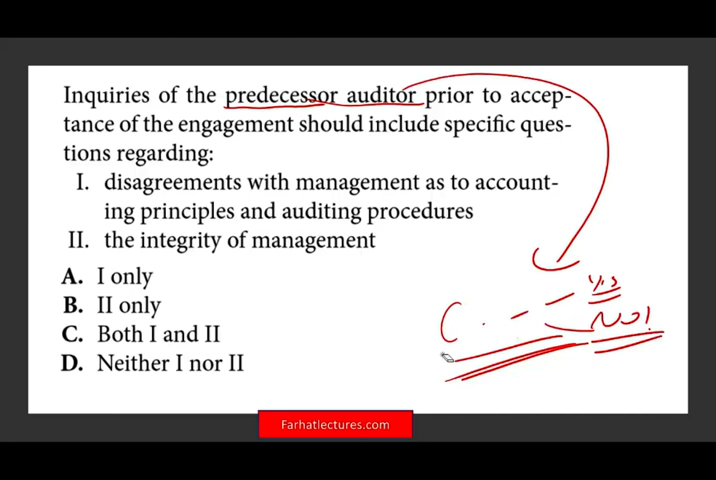 Inquiries of the predecessor auditor prior to accep-
tance of the engagement should include specific ques-
tions regarding:
I. disagreements with management as to account-
ing principles and auditing procedures
II. the integrity of management
A. I only
B. II only
C. Both I and II
D. Neither I nor II
Yis
C. No!
Farhatlectures.com